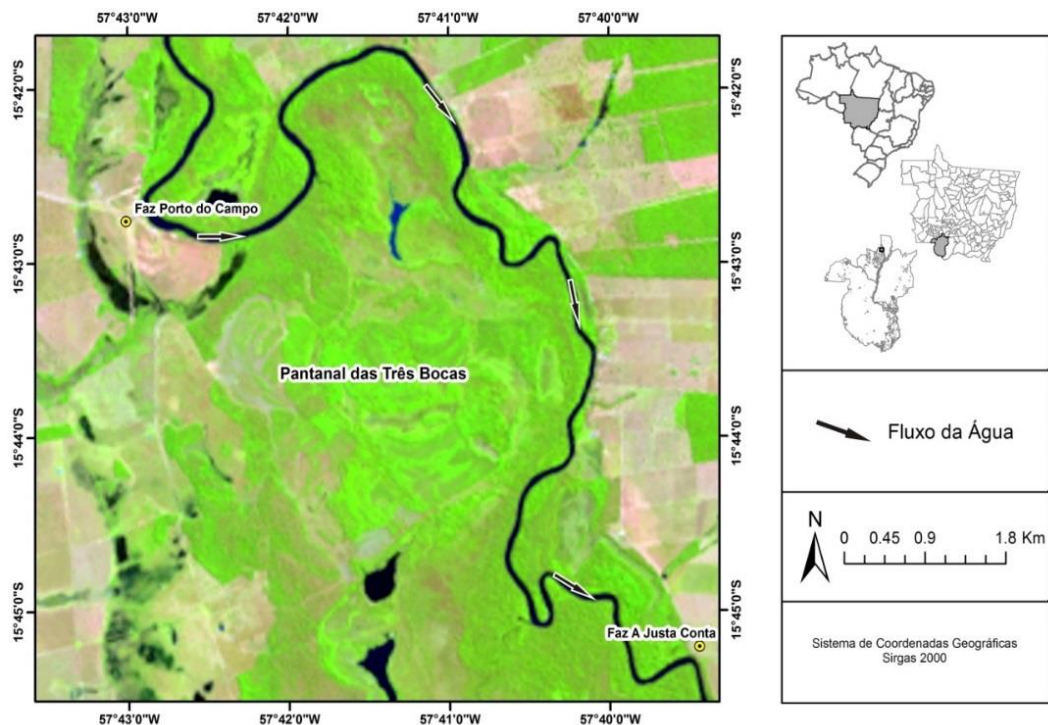 57°43'0"W 57°42'0"W 57°41'0"W 57°40'0"W
15°42'0"S 15°42'0"S
Faz Porto do Campo
15°43'0"S 15°43'0"S
Pantanal das Três Bocas
15°44'0"S 15°44'0"S
15°45'0"S 15°45'0"S
Faz A Justa Conta
57°43'0"W 57°42'0"W 57°41'0"W 57°40'0"W
Fluxo da Água
N
0 0.45 0.9 1.8 Km
Sistema de Coordenadas Geográficas
Sirgas 2000